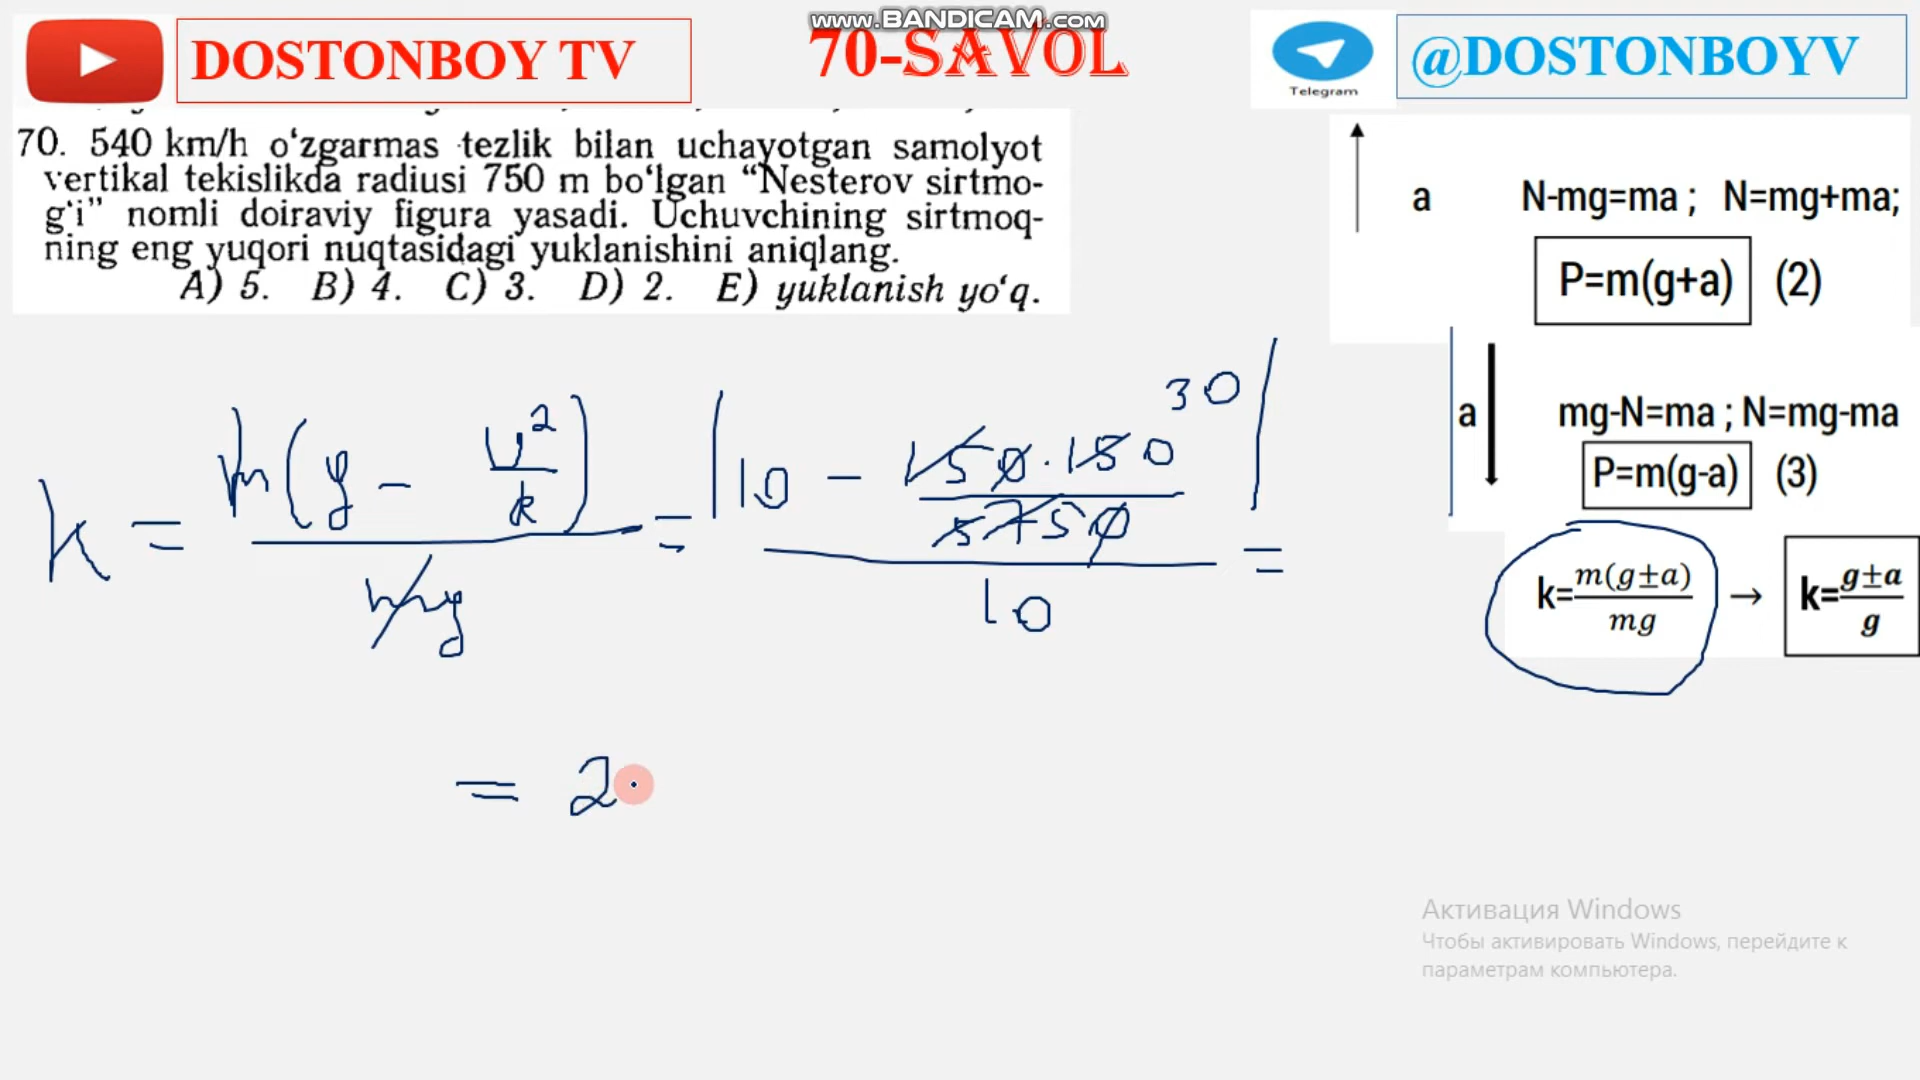 www.BANDICAM.com
DOSTONBOY TV
70-SAVOL
Telegram
@DOSTONBOYV
70. 540 km/h o‘zgarmas tezlik bilan uchayotgan samolyot
vertikal tekislikda radiusi 750 m bo‘lgan “Nesterov sirtmo-
g‘i” nomli doiraviy figura yasadi. Uchuvchining sirtmoq-
ning eng yuqori nuqtasidagi yuklanishini aniqlang.
A) 5. B) 4. C) 3. D) 2. E) yuklanish yo‘q.
a N-mg=ma ; N=mg+ma;
P=m(g+a) (2)
a mg-N=ma ; N=mg-ma
P=m(g-a) (3)
k=m(g±a)/mg → k=g±a/g
k = m(g - v²/R)/mg = |10 - 150·150/5750| 30 /10 =
= 2
Активация Windows
Чтобы активировать Windows, перейдите к
параметрам компьютера.